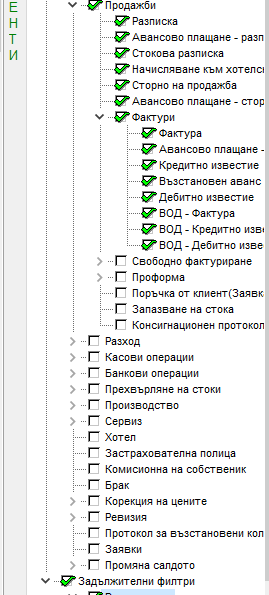 Е
Н
Т
И
Продажби
Разписка
Авансово плащане - разп
Стокова разписка
Начисляване към хотелс
Сторно на продажба
Авансово плащане - стор
Фактури
Фактура
Авансово плащане -
Кредитно известие
Възстановен аванс
Дебитно известие
ВОД - Фактура
ВОД - Кредитно изве
ВОД - Дебитно извес
Свободно фактуриране
Проформа
Поръчка от клиент(Заявк
Запазване на стока
Консигнационен протокол
Разход
Касови операции
Банкови операции
Прехвърляне на стоки
Производство
Сервиз
Хотел
Застрахователна полица
Комисионна на собственик
Брак
Корекция на цените
Ревизия
Протокол за възстановени кол
Заявки
Промяна салдото
Задължителни филтри